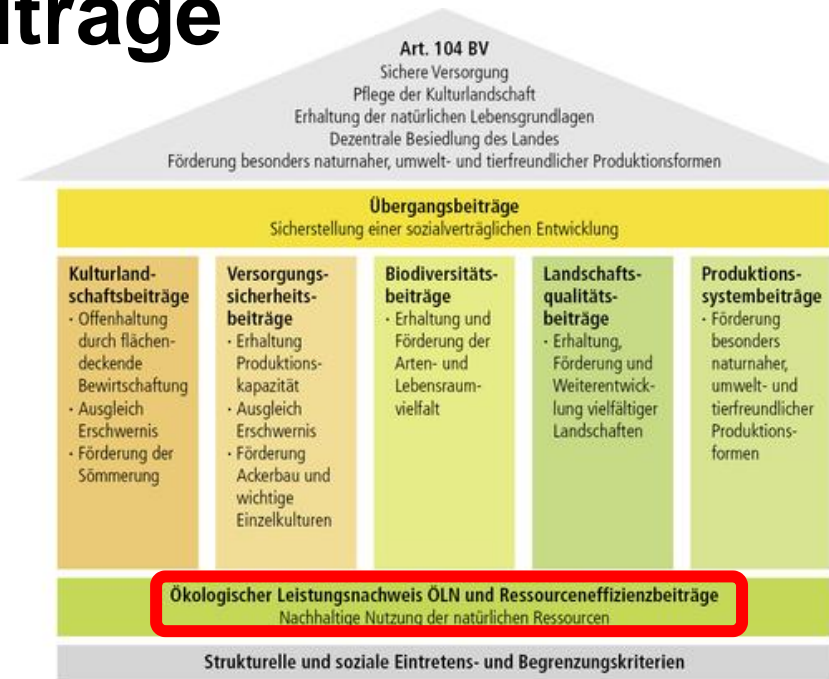 iträge
Art. 104 BV
Sichere Versorgung
Pflege der Kulturlandschaft
Erhaltung der natürlichen Lebensgrundlagen
Dezentrale Besiedlung des Landes
Förderung besonders naturnaher, umwelt- und tierfreundlicher Produktionsformen
Übergangsbeiträge
Sicherstellung einer sozialverträglichen Entwicklung
Kulturland-
schaftsbeiträge
· Offenhaltung
durch flächen-
deckende
Bewirtschaftung
· Ausgleich
Erschwernis
· Förderung der
Sömmerung
Versorgungs-
sicherheits-
beiträge
· Erhaltung
Produktions-
kapazität
· Ausgleich
Erschwernis
· Förderung
Ackerbau und
wichtige
Einzelkulturen
Biodiversitäts-
beiträge
· Erhaltung und
Förderung der
Arten- und
Lebensraum-
vielfalt
Landschafts-
qualitäts-
beiträge
· Erhaltung,
Förderung und
Weiterentwick-
lung vielfältiger
Landschaften
Produktions-
systembeiträge
· Förderung
besonders
naturnaher,
umwelt- und
tierfreundlicher
Produktions-
formen
Ökologischer Leistungsnachweis ÖLN und Ressourceneffizienzbeiträge
Nachhaltige Nutzung der natürlichen Ressourcen
Strukturelle und soziale Eintretens- und Begrenzungskriterien